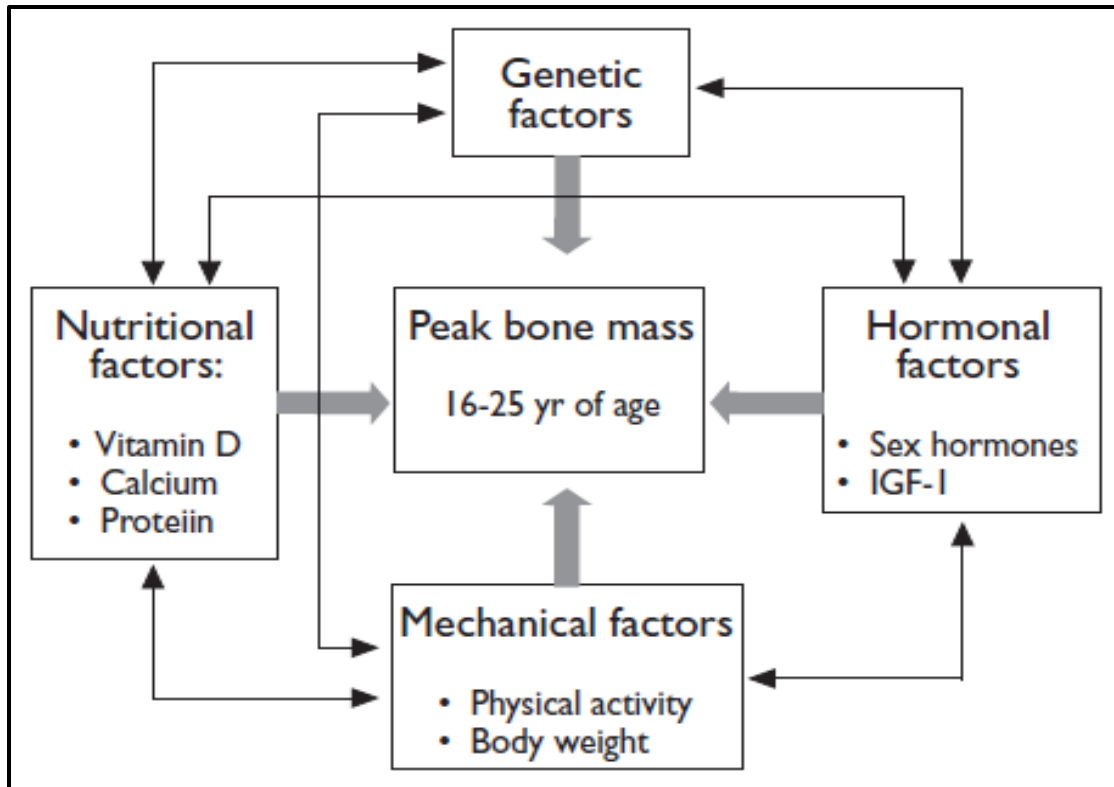 Genetic
factors
Nutritional
factors:
• Vitamin D
• Calcium
• Proteiin
Peak bone mass
16-25 yr of age
Hormonal
factors
• Sex hormones
• IGF-1
Mechanical factors
• Physical activity
• Body weight